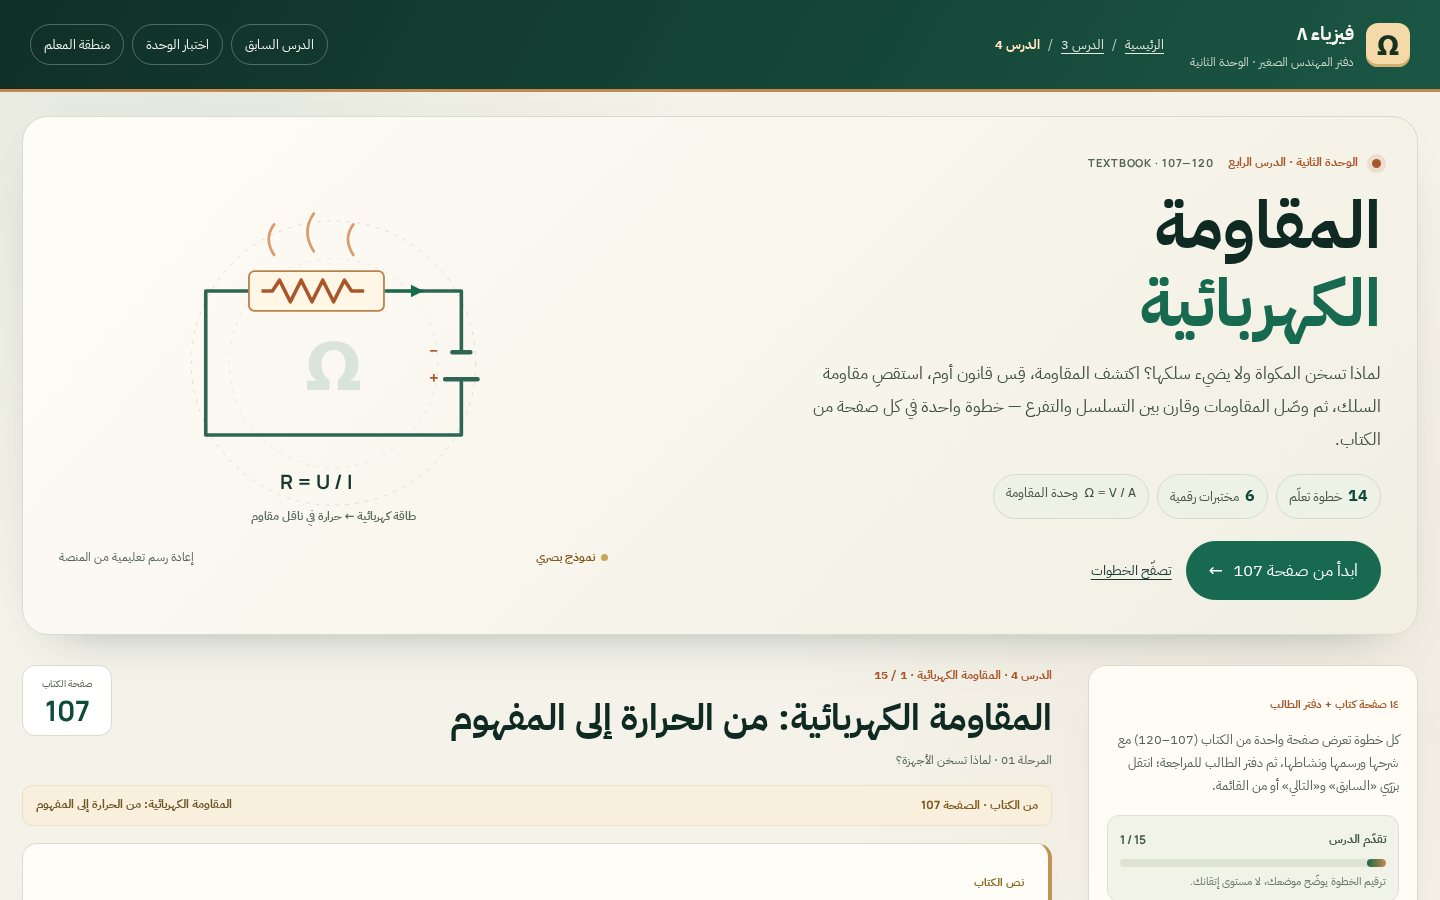 Ω
فيزياء ٨
دفتر المهندس الصغير · الوحدة الثانية
الرئيسية / الدرس 3 / الدرس 4
الدرس السابق
اختبار الوحدة
منطقة المعلم
الوحدة الثانية · الدرس الرابع
TEXTBOOK · 107–120
المقاومة
الكهربائية
لماذا تسخن المكواة ولا يضيء سلكها؟ اكتشف المقاومة، قِس قانون أوم، استقصِ مقاومة
السلك، ثم وصّل المقاومات وقارن بين التسلسل والتفرع — خطوة واحدة في كل صفحة من
الكتاب.
14 خطوة تعلّم
6 مختبرات رقمية
Ω = V / A وحدة المقاومة
ابدأ من صفحة 107 ←
تصفّح الخطوات
−
+
Ω
R = U / I
طاقة كهربائية ← حرارة في ناقل مقاوم
نموذج بصري
إعادة رسم تعليمية من المنصة
١٤ صفحة كتاب + دفتر الطالب
كل خطوة تعرض صفحة واحدة من الكتاب (107–120) مع
شرحها ورسمها ونشاطها، ثم دفتر الطالب للمراجعة؛ انتقل
بزرّي «السابق» و«التالي» أو من القائمة.
تقدّم الدرس
1 / 15
ترقيم الخطوة يوضّح موضعك، لا مستوى إتقانك.
الدرس 4 · المقاومة الكهربائية · 1 / 15
المقاومة الكهربائية: من الحرارة إلى المفهوم
المرحلة 01 · لماذا تسخن الأجهزة؟
صفحة الكتاب
107
من الكتاب · الصفحة 107
المقاومة الكهربائية: من الحرارة إلى المفهوم
نص الكتاب